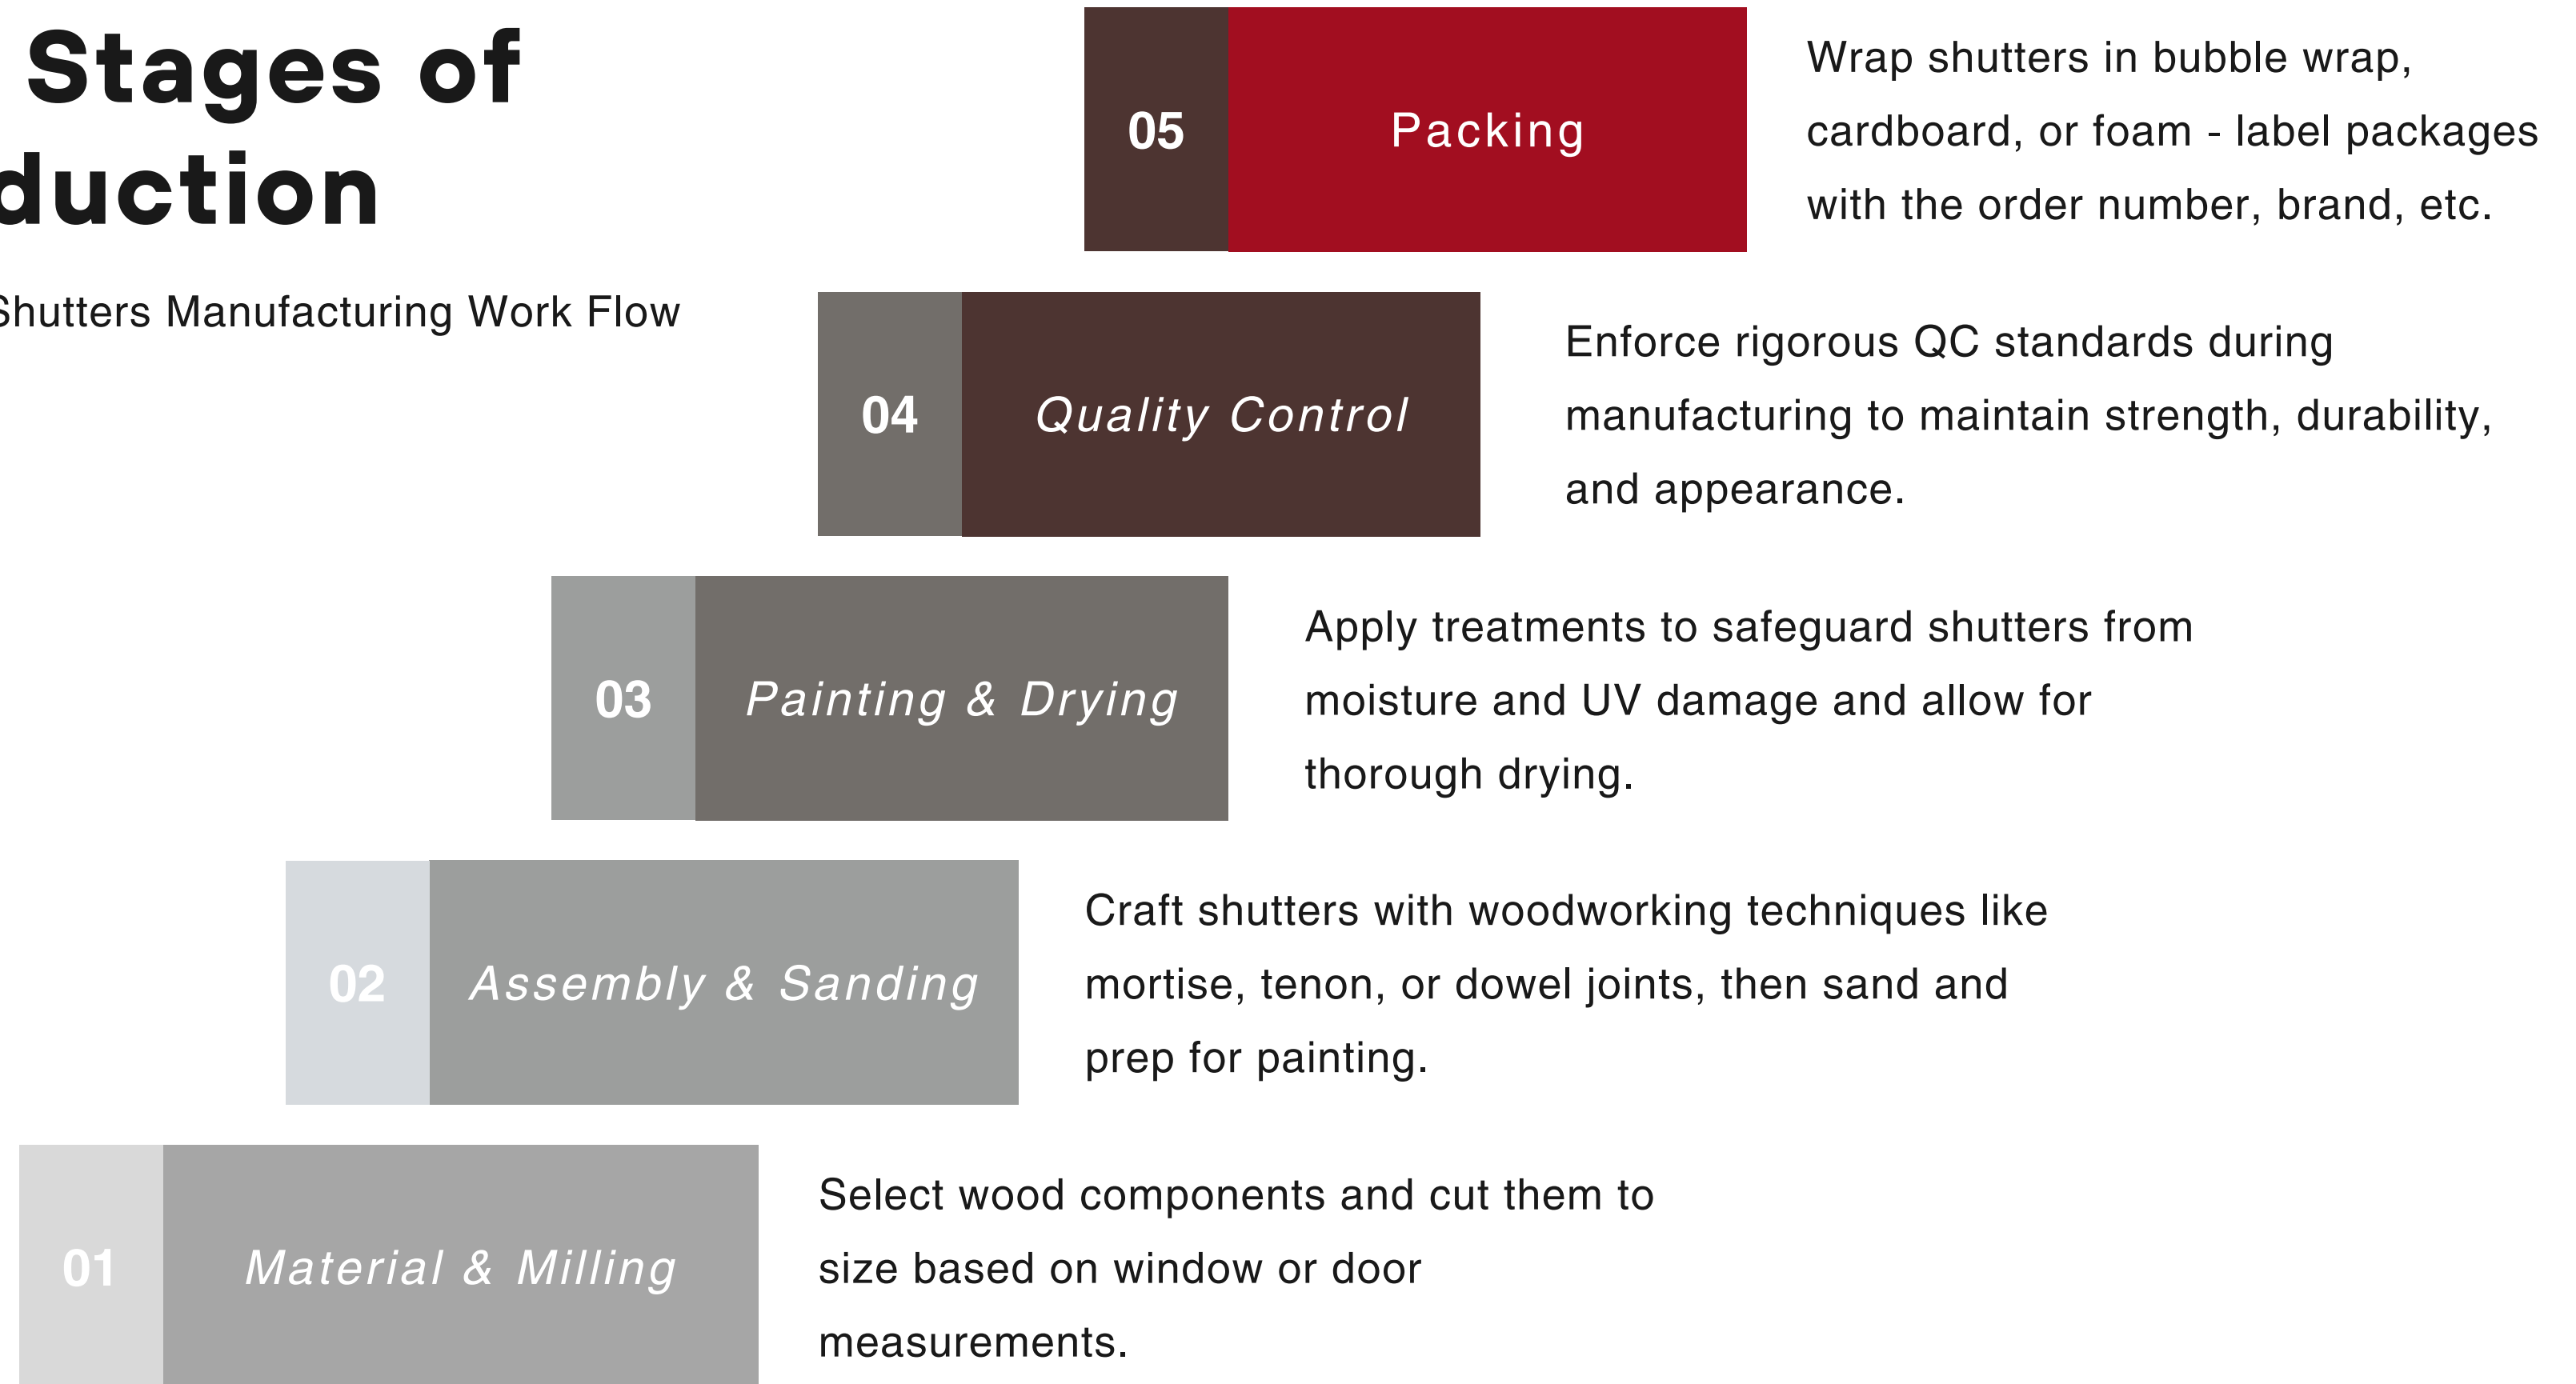 Stages of
duction
Shutters Manufacturing Work Flow
05
Packing
Wrap shutters in bubble wrap,
cardboard, or foam - label packages
with the order number, brand, etc.
04
Quality Control
Enforce rigorous QC standards during
manufacturing to maintain strength, durability,
and appearance.
03
Painting & Drying
Apply treatments to safeguard shutters from
moisture and UV damage and allow for
thorough drying.
02
Assembly & Sanding
Craft shutters with woodworking techniques like
mortise, tenon, or dowel joints, then sand and
prep for painting.
01
Material & Milling
Select wood components and cut them to
size based on window or door
measurements.